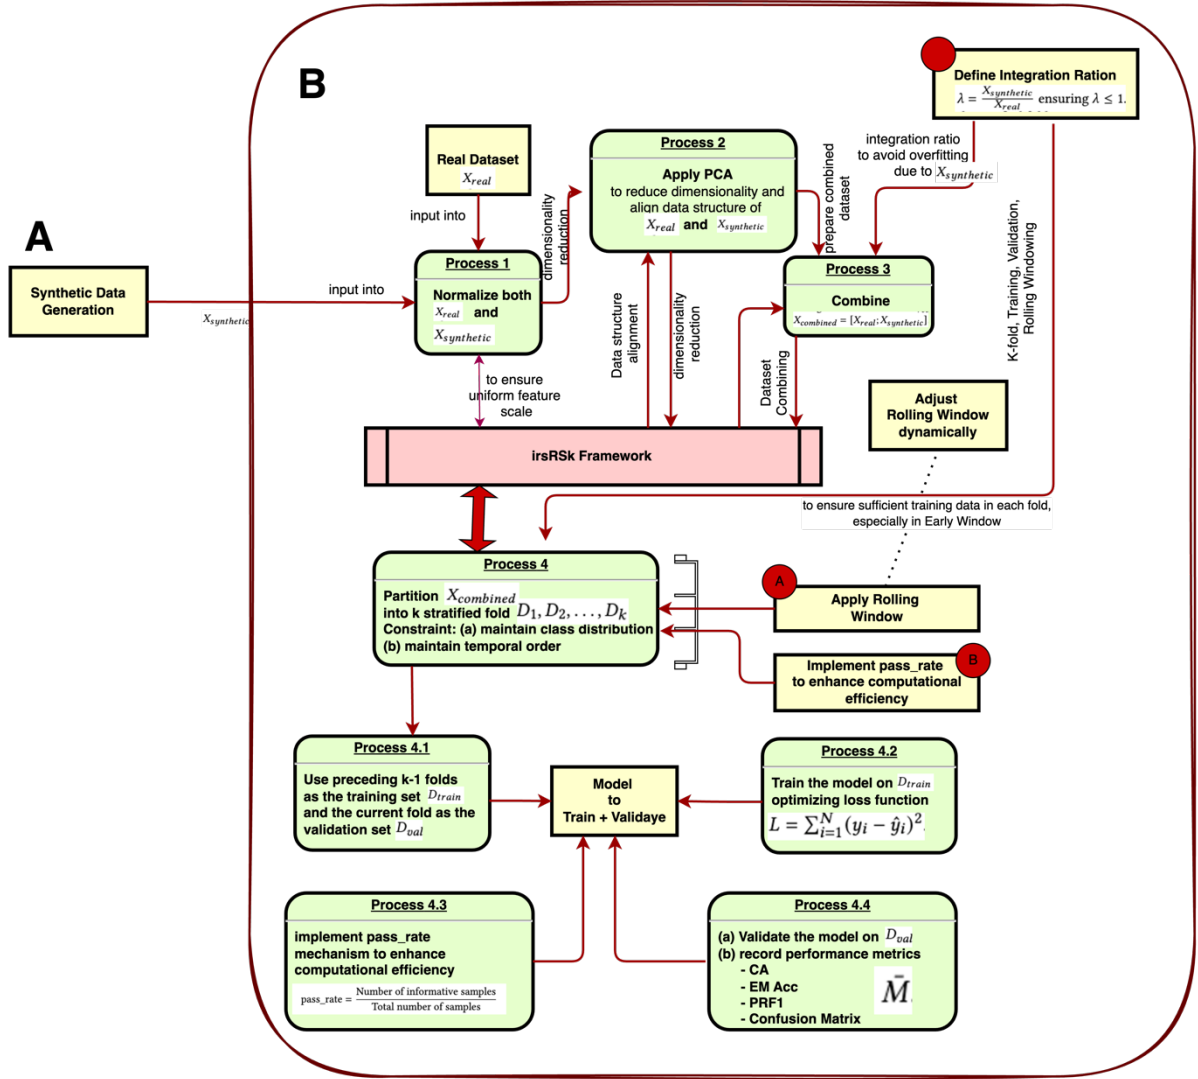 B
Define Integration Ration
λ = X_synthetic / X_real ensuring λ ≤ 1.
integration ratio
to avoid overfitting
due to X_synthetic
K-fold, Training, Validation,
Rolling Windowing
Real Dataset
X_real
input into
Process 2
Apply PCA
to reduce dimensionality and
align data structure of
X_real and X_synthetic
dimensionality
reduction
prepare combined
dataset
A
Synthetic Data
Generation
X_synthetic
input into
Process 1
Normalize both
X_real and
X_synthetic
Process 3
Combine
X_combined = [X_real; X_synthetic]
to ensure
uniform feature
scale
Data structure
alignment
dimensionality
reduction
Dataset
Combining
Adjust
Rolling Window
dynamically
irsRSk Framework
to ensure sufficient training data in each fold,
especially in Early Window
Process 4
Partition X_combined
into k stratified fold D_1, D_2, . . . , D_k
Constraint: (a) maintain class distribution
(b) maintain temporal order
A
Apply Rolling
Window
B
Implement pass_rate
to enhance computational
efficiency
Process 4.1
Use preceding k-1 folds
as the training set D_train
and the current fold as the
validation set D_val
Model
to
Train + Validaye
Process 4.2
Train the model on D_train
optimizing loss function
L = ∑_{i=1}^{N} (y_i − ŷ_i)².
Process 4.3
implement pass_rate
mechanism to enhance
computational efficiency
pass_rate = Number of informative samples / Total number of samples
Process 4.4
(a) Validate the model on D_val
(b) record performance metrics
- CA
- EM Acc
- PRF1
- Confusion Matrix
M̄.